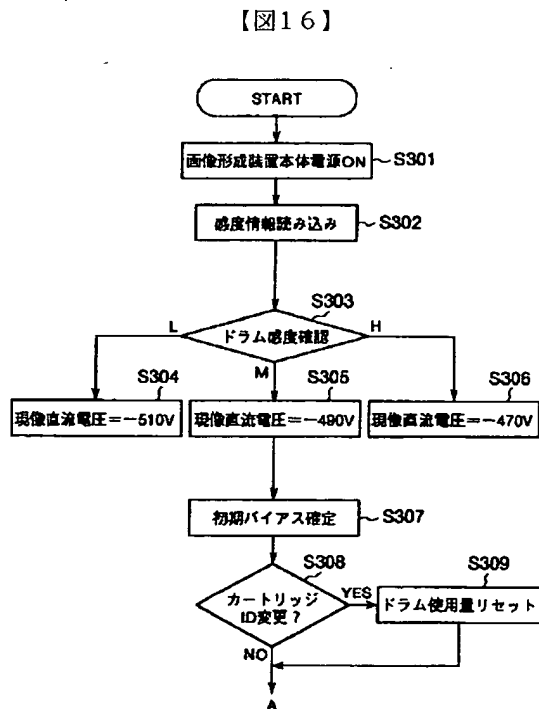 【図16】
START
画像形成装置本体電源ON
S301
感度情報読み込み
S302
S303
ドラム感度確認
L
M
H
S304
現像直流電圧=−510V
S305
現像直流電圧=−490V
S306
現像直流電圧=−470V
初期バイアス確定
S307
S308
カートリッジ
ID変更?
YES
NO
S309
ドラム使用量リセット
A